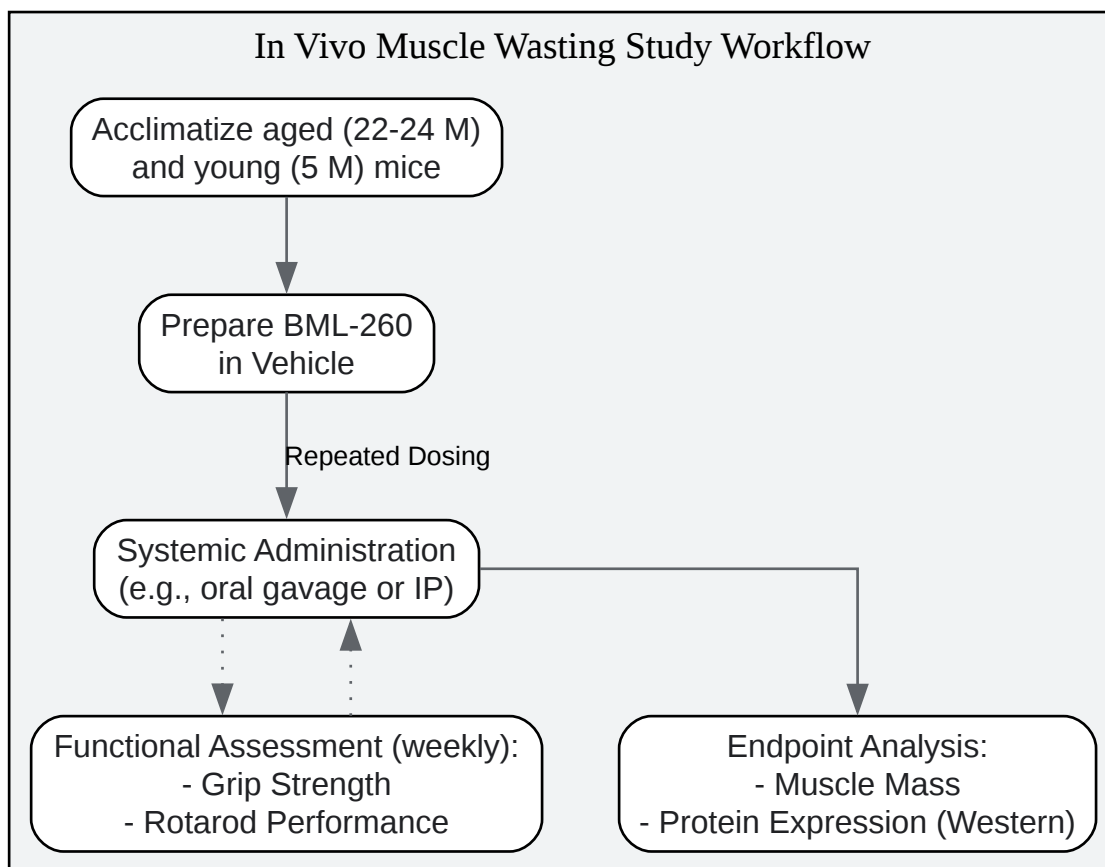 In Vivo Muscle Wasting Study Workflow
Acclimatize aged (22-24 M)
and young (5 M) mice
Prepare BML-260
in Vehicle
Repeated Dosing
Systemic Administration
(e.g., oral gavage or IP)
Functional Assessment (weekly):
- Grip Strength
- Rotarod Performance
Endpoint Analysis:
- Muscle Mass
- Protein Expression (Western)